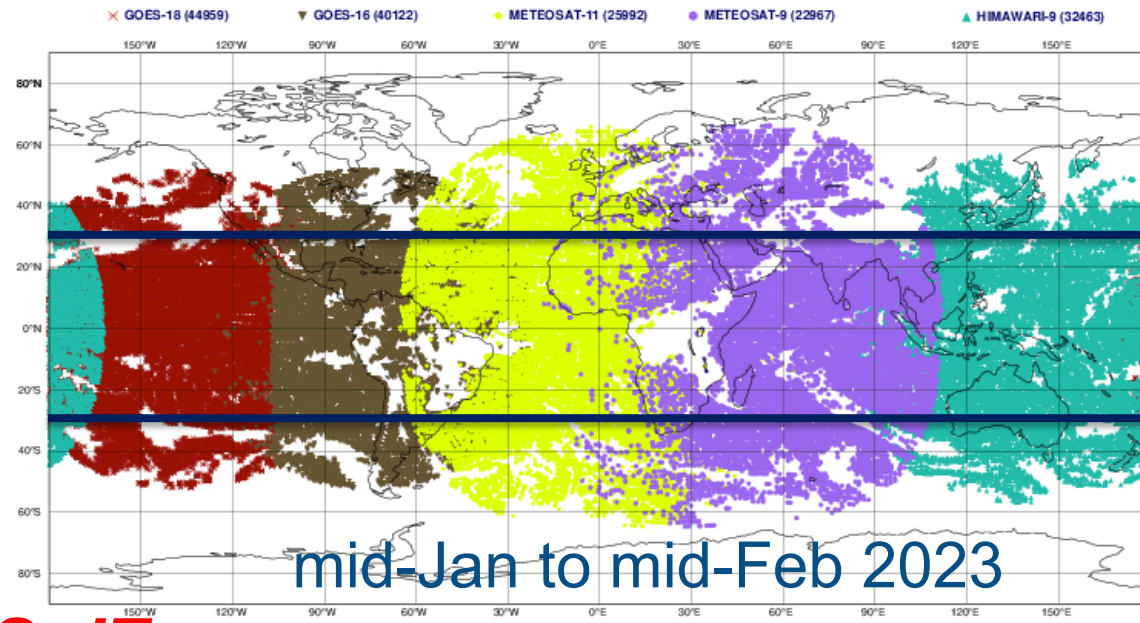 GOES-18 (44959) GOES-16 (40122) METEOSAT-11 (25992) METEOSAT-9 (22967) HIMAWARI-9 (32463)
150°W 120°W 90°W 60°W 30°W 0°E 30°E 60°E 90°E 120°E 150°E
80°N
60°N
40°N
20°N
0°N
20°S
40°S
60°S
mid-Jan to mid-Feb 2023
80°S
150°W 120°W 90°W 60°W 30°W 0°E 30°E 60°E 90°E 120°E 150°E